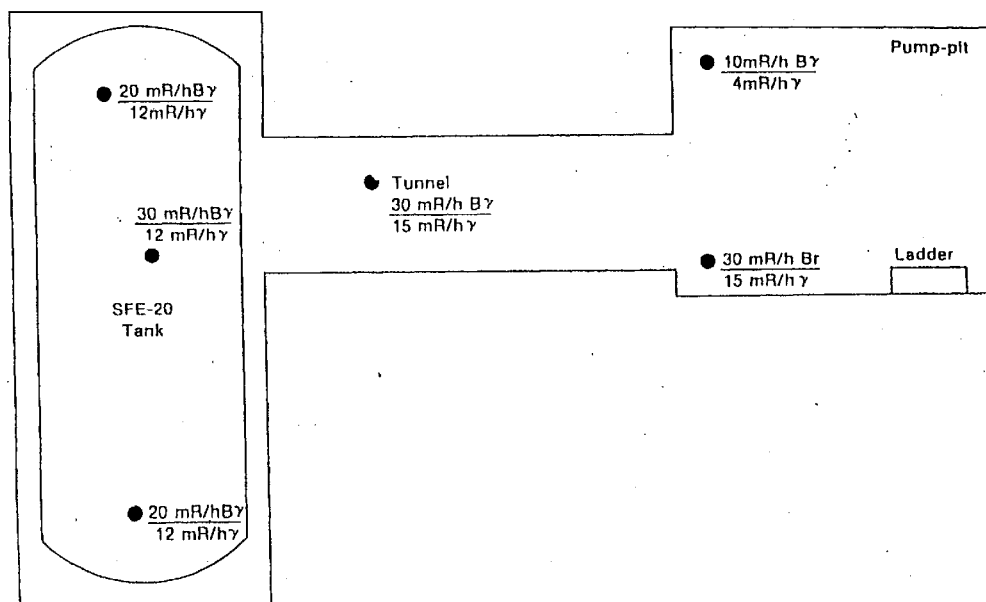 20 mR/hBγ
12mR/hγ
30 mR/hBγ
12 mR/hγ
SFE-20
Tank
20 mR/hBγ
12 mR/hγ
Tunnel
30 mR/h Bγ
15 mR/hγ
Pump-pit
10mR/h Bγ
4mR/hγ
30 mR/h Br
15 mR/hγ
Ladder